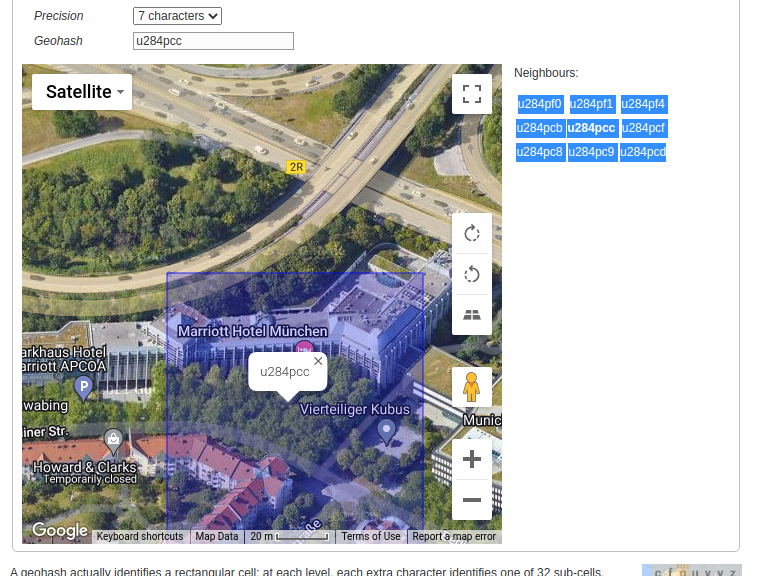 Precision 7 characters
Geohash u284pcc
Satellite
Neighbours:
u284pf0 u284pf1 u284pf4
u284pcb u284pcc u284pcf
u284pc8 u284pc9 u284pcd
2R
Marriott Hotel München
arkhaus Hotel
arriott APCOA
P
u284pcc ×
wabing
Vierteiliger Kubus
Munic
iner Str.
Howard & Clarks
Temporarily closed
raße
Google Keyboard shortcuts Map Data 20 m Terms of Use Report a map error
A geohash actually identifies a rectangular cell: at each level, each extra character identifies one of 32 sub-cells.